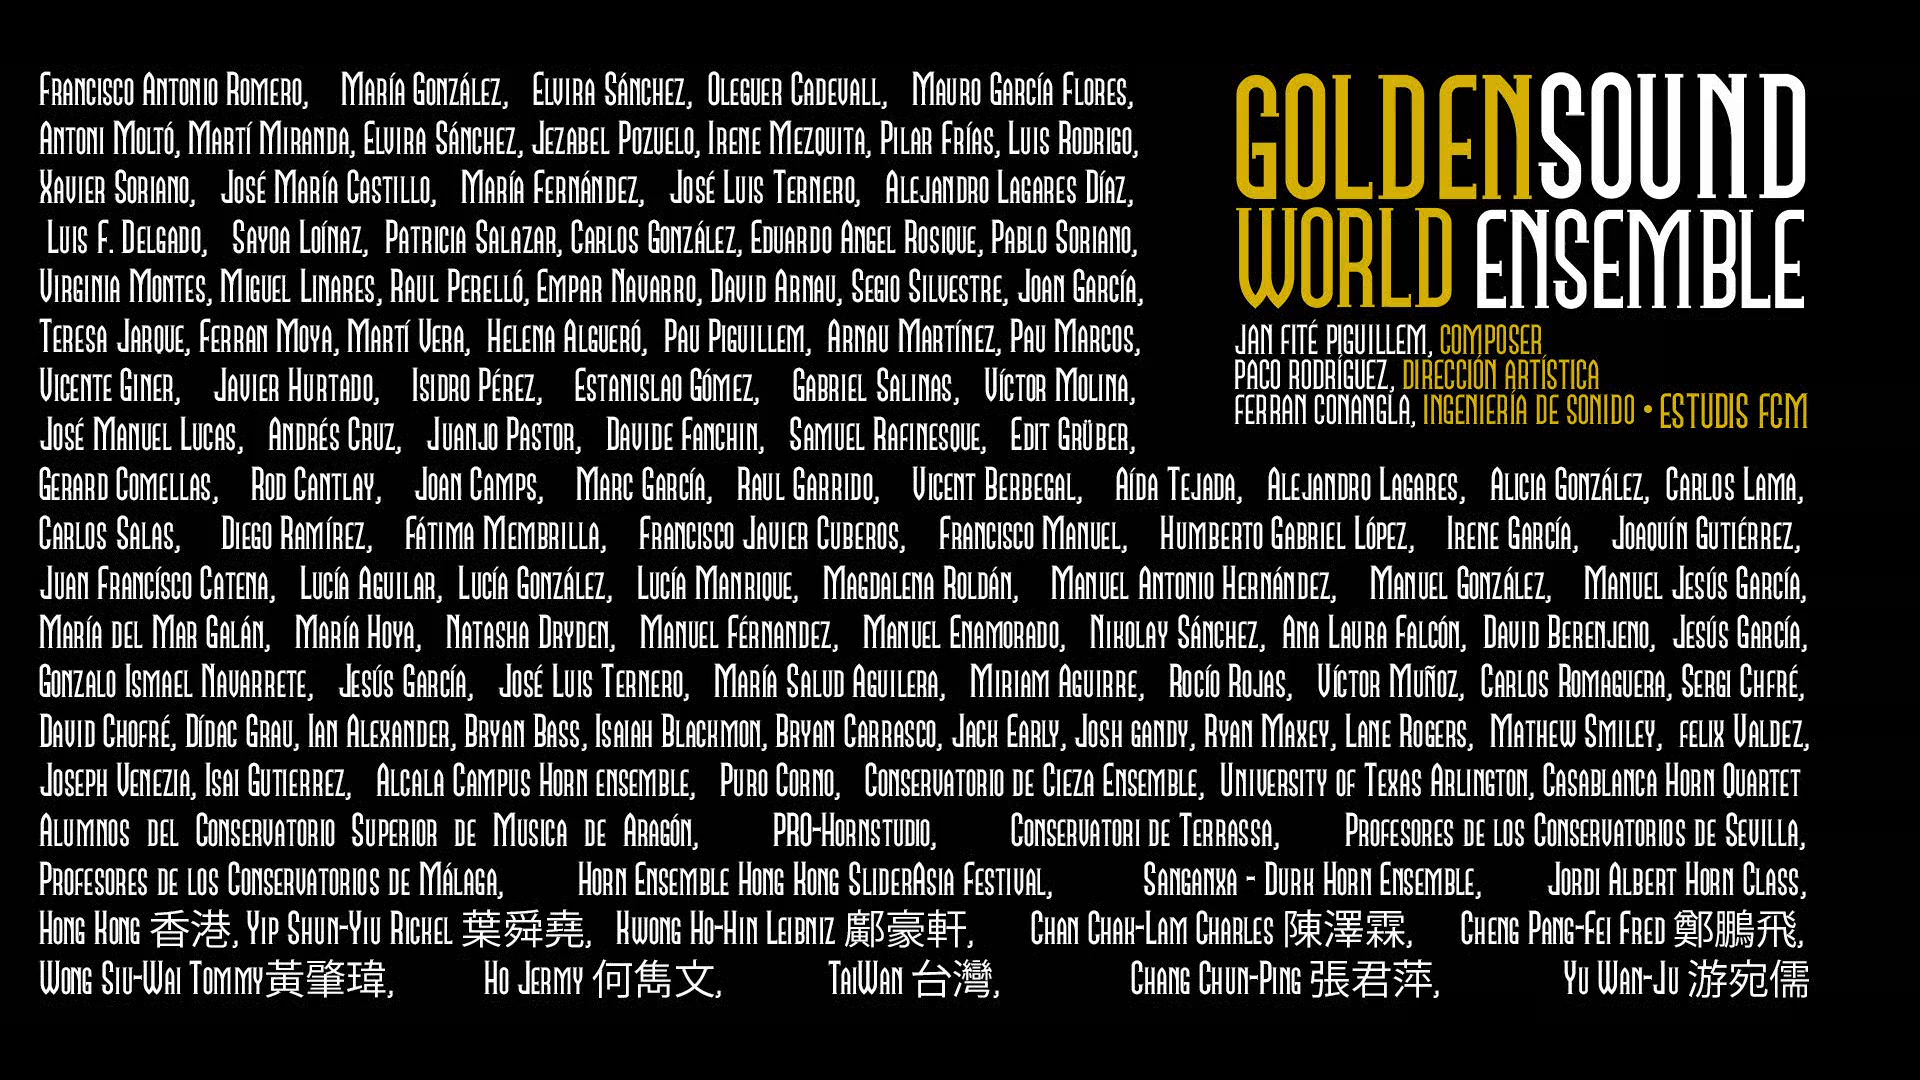 Francisco Antonio Romero, María González, Elvira Sánchez, Oleguer Cadevall, Mauro García Flores,
Antoni Moltó, Martí Miranda, Elvira Sánchez, Jezabel Pozuelo, Irene Mezquita, Pilar Frías, Luis Rodrigo,
Xavier Soriano, José María Castillo, María Fernández, José Luis Ternero, Alejandro Lagares Díaz,
Luis F. Delgado, Sayoa Loínaz, Patricia Salazar, Carlos González, Eduardo Angel Rosique, Pablo Soriano,
Virginia Montes, Miguel Linares, Raul Perelló, Empar Navarro, David Arnau, Segio Silvestre, Joan García,
Teresa Jarque, Ferran Moya, Martí Vera, Helena Algueró, Pau Piguillem, Arnau Martínez, Pau Marcos,
Vicente Giner, Javier Hurtado, Isidro Pérez, Estanislao Gómez, Gabriel Salinas, Víctor Molina,
José Manuel Lucas, Andrés Cruz, Juanjo Pastor, Davide Fanchin, Samuel Rafinesque, Edit Grüber,
GOLDENSOUND
WORLD ENSEMBLE
JAN FITÉ PIGUILLEM, COMPOSER
PACO RODRÍGUEZ, DIRECCIÓN ARTÍSTICA
FERRAN CONANGLA, INGENIERÍA DE SONIDO • ESTUDIS FCM
Gerard Comellas, Rod Cantlay, Joan Camps, Marc García, Raul Garrido, Vicent Berbegal, Aída Tejada, Alejandro Lagares, Alicia González, Carlos Lama,
Carlos Salas, Diego Ramírez, Fátima Membrilla, Francisco Javier Cuberos, Francisco Manuel, Humberto Gabriel López, Irene García, Joaquín Gutiérrez,
Juan Francísco Catena, Lucía Aguilar, Lucía González, Lucía Manrique, Magdalena Roldán, Manuel Antonio Hernández, Manuel González, Manuel Jesús García,
María del Mar Galán, María Hoya, Natasha Dryden, Manuel Férnandez, Manuel Enamorado, Nikolay Sánchez, Ana Laura Falcón, David Berenjeno, Jesús García,
Gonzalo Ismael Navarrete, Jesús García, José Luis Ternero, María Salud Aguilera, Miriam Aguirre, Rocío Rojas, Víctor Muñoz, Carlos Romaguera, Sergi Chfré,
David Chofré, Dídac Grau, Ian Alexander, Bryan Bass, Isaiah Blackmon, Bryan Carrasco, Jack Early, Josh gandy, Ryan Maxey, Lane Rogers, Mathew Smiley, felix Valdez,
Joseph Venezia, Isai Gutierrez, Alcala Campus Horn ensemble, Puro Corno, Conservatorio de Cieza Ensemble, University of Texas Arlington, Casablanca Horn Quartet
Alumnos del Conservatorio Superior de Musica de Aragón, PRO-Hornstudio, Conservatori de Terrassa, Profesores de los Conservatorios de Sevilla,
Profesores de los Conservatorios de Málaga, Horn Ensemble Hong Kong SliderAsia Festival, Sanganxa - Durk Horn Ensemble, Jordi Albert Horn Class,
Hong Kong 香港, Yip Shun-Yiu Rickel 葉舜堯, Kwong Ho-Hin Leibniz 鄺豪軒, Chan Chak-Lam Charles 陳澤霖, Cheng Pang-Fei Fred 鄭鵬飛,
Wong Siu-Wai Tommy黃肇瑋, Ho Jermy 何雋文, TaiWan 台灣, Chang Chun-Ping 張君萍, Yu Wan-Ju 游宛儒